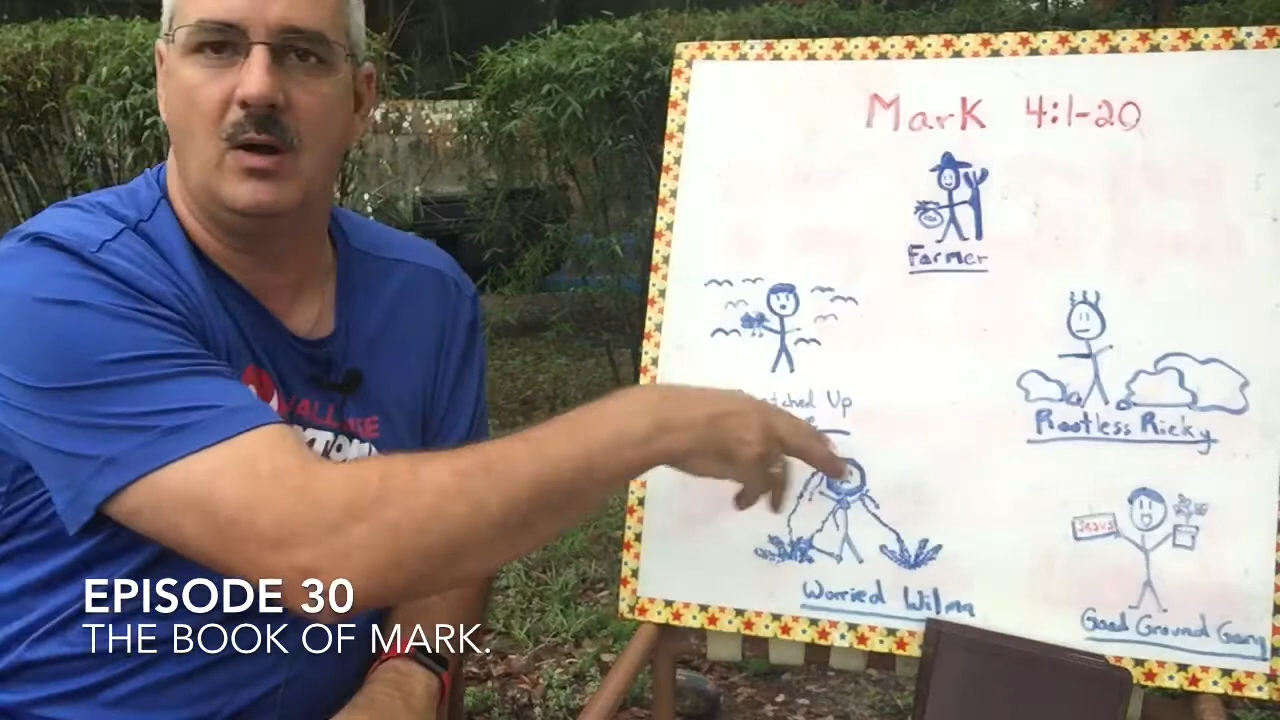 Mark 4:1-20
Farmer
Up
Rootless Ricky
Jesus
Worried Wilma
Good Ground Gary
EPISODE 30
THE BOOK OF MARK.